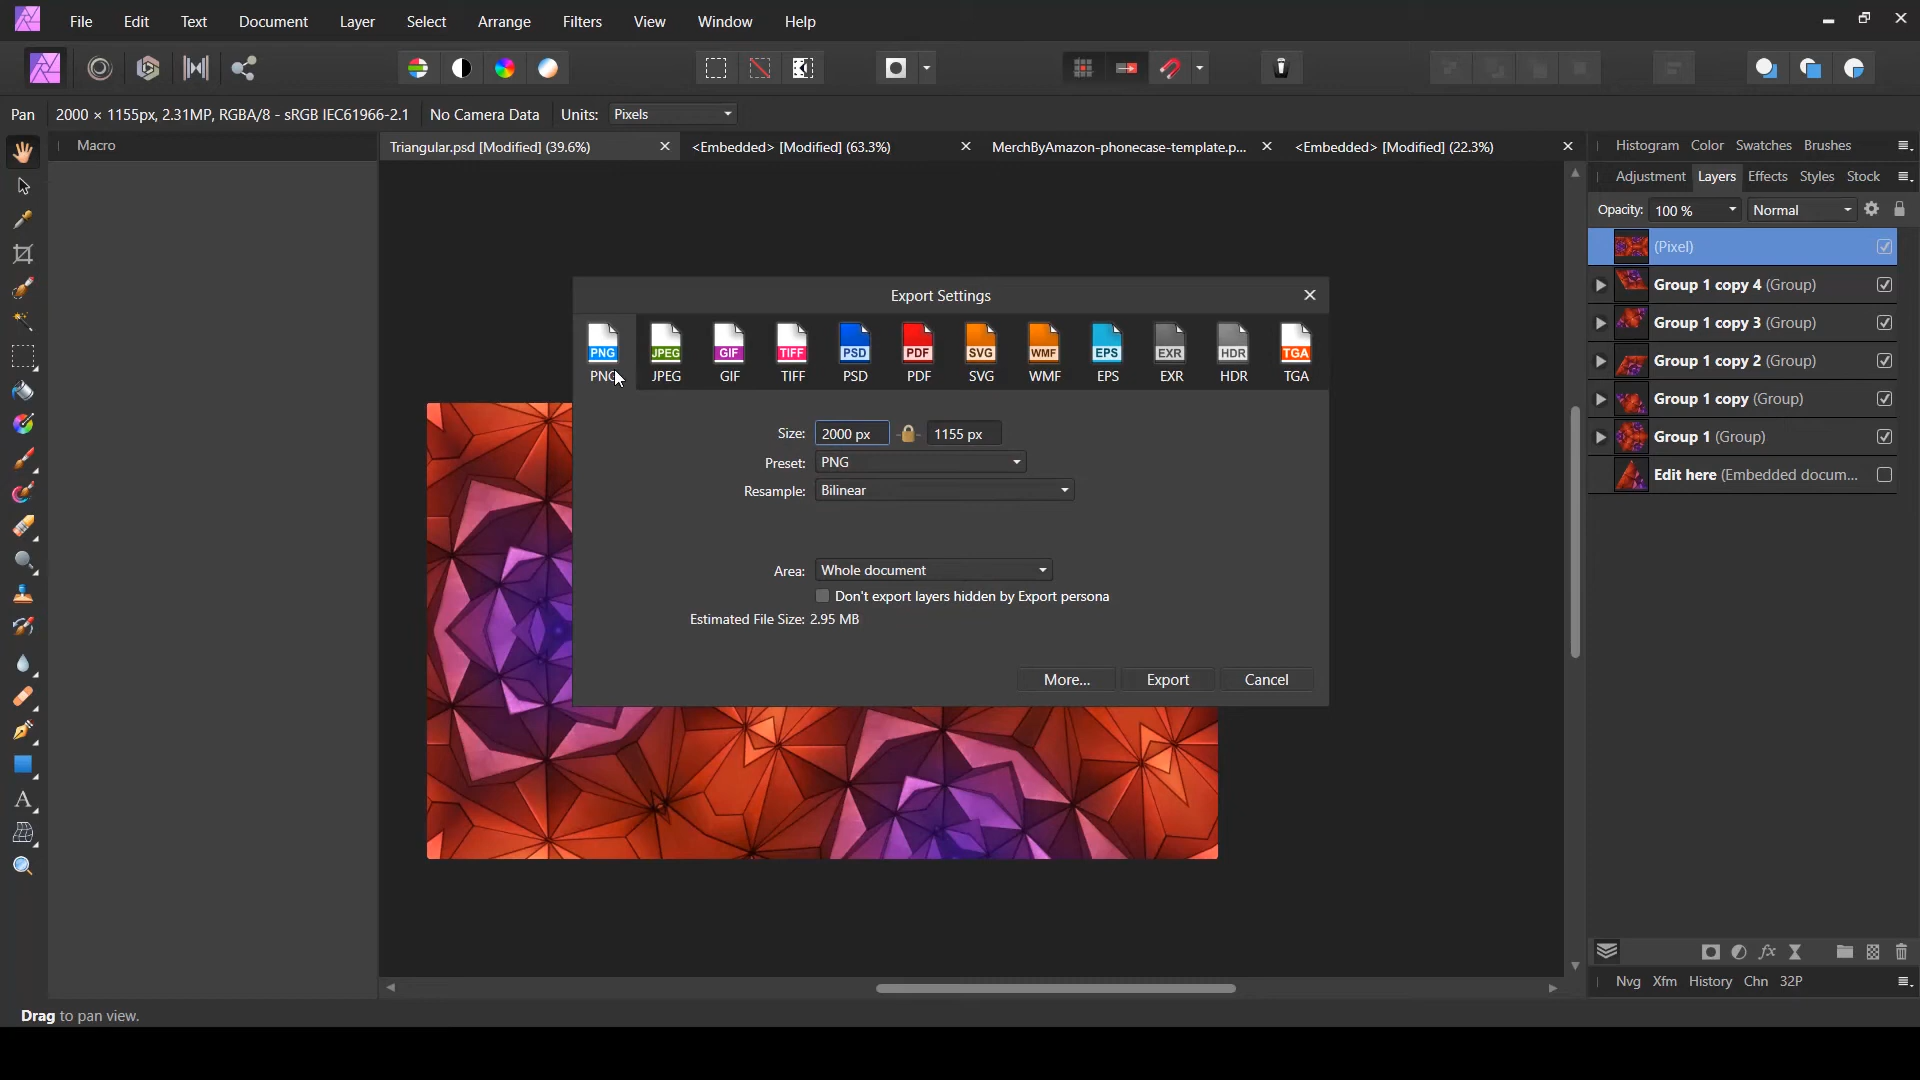 File Edit Text Document Layer Select Arrange Filters View Window Help
Pan 2000 × 1155px, 2.31MP, RGBA/8 - sRGB IEC61966-2.1 No Camera Data Units: Pixels
Macro
Triangular.psd [Modified] (39.6%) <Embedded> [Modified] (63.3%) MerchByAmazon-phonecase-template.p... <Embedded> [Modified] (22.3%)
Histogram Color Swatches Brushes
Adjustment Layers Effects Styles Stock
Opacity: 100 % Normal
(Pixel)
Group 1 copy 4 (Group)
Group 1 copy 3 (Group)
Group 1 copy 2 (Group)
Group 1 copy (Group)
Group 1 (Group)
Edit here (Embedded docum...
Export Settings
PNG JPEG GIF TIFF PSD PDF SVG WMF EPS EXR HDR TGA
PNG JPEG GIF TIFF PSD PDF SVG WMF EPS EXR HDR TGA
Size: 2000 px 1155 px
Preset: PNG
Resample: Bilinear
Area: Whole document
Don't export layers hidden by Export persona
Estimated File Size: 2.95 MB
More... Export Cancel
A
fx
Nvg Xfm History Chn 32P
Drag to pan view.